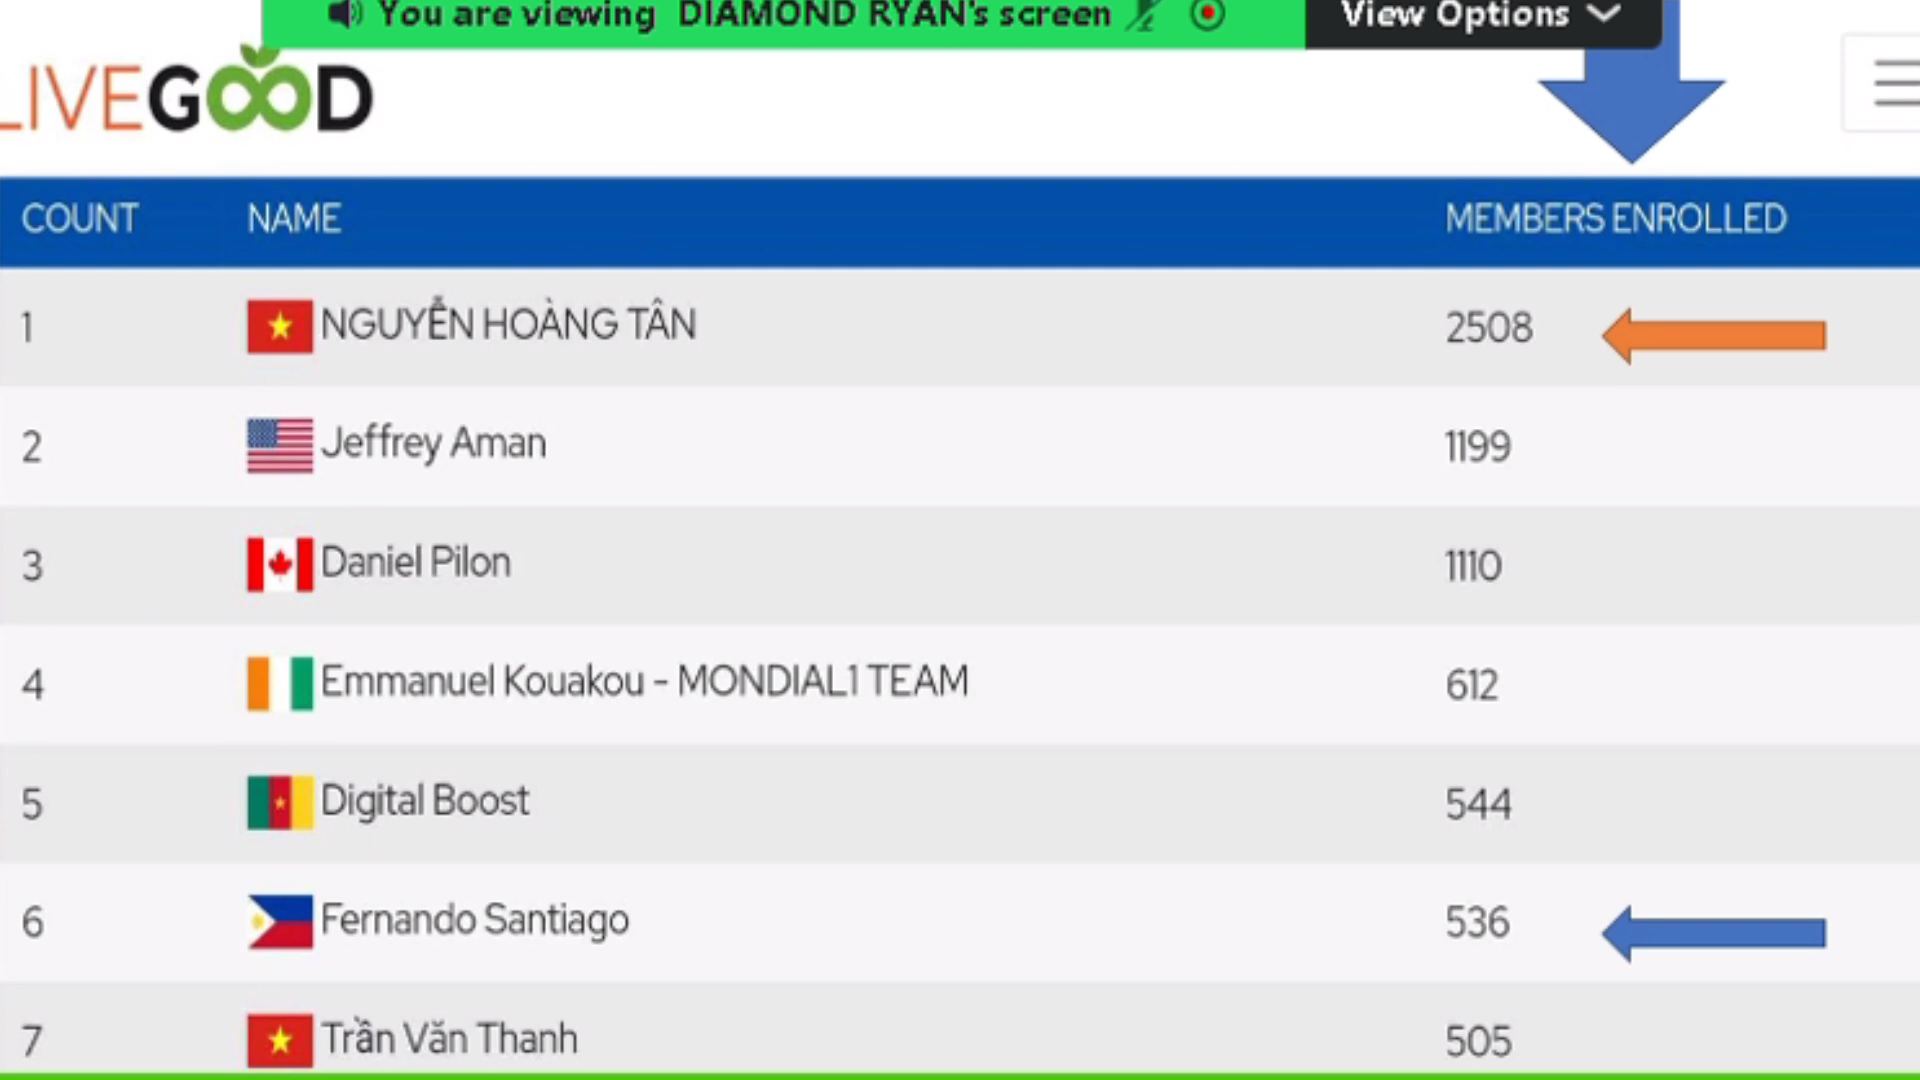 You are viewing DIAMOND RYAN's screen View Options
LIVEGOOD
COUNT NAME MEMBERS ENROLLED
1 NGUYỄN HOÀNG TÂN 2508
2 Jeffrey Aman 1199
3 Daniel Pilon 1110
4 Emmanuel Kouakou - MONDIAL1 TEAM 612
5 Digital Boost 544
6 Fernando Santiago 536
7 Trần Văn Thanh 505